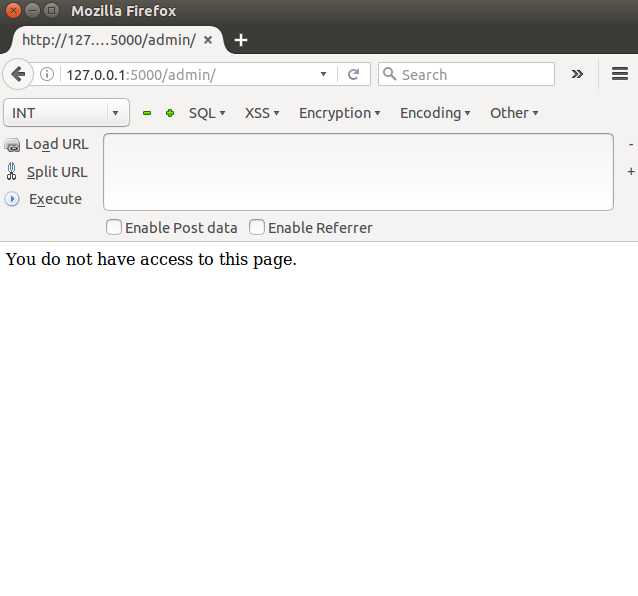 Mozilla Firefox
http://127....5000/admin/
127.0.0.1:5000/admin/
Search
INT
SQL
XSS
Encryption
Encoding
Other
Load URL
Split URL
Execute
Enable Post data
Enable Referrer
You do not have access to this page.